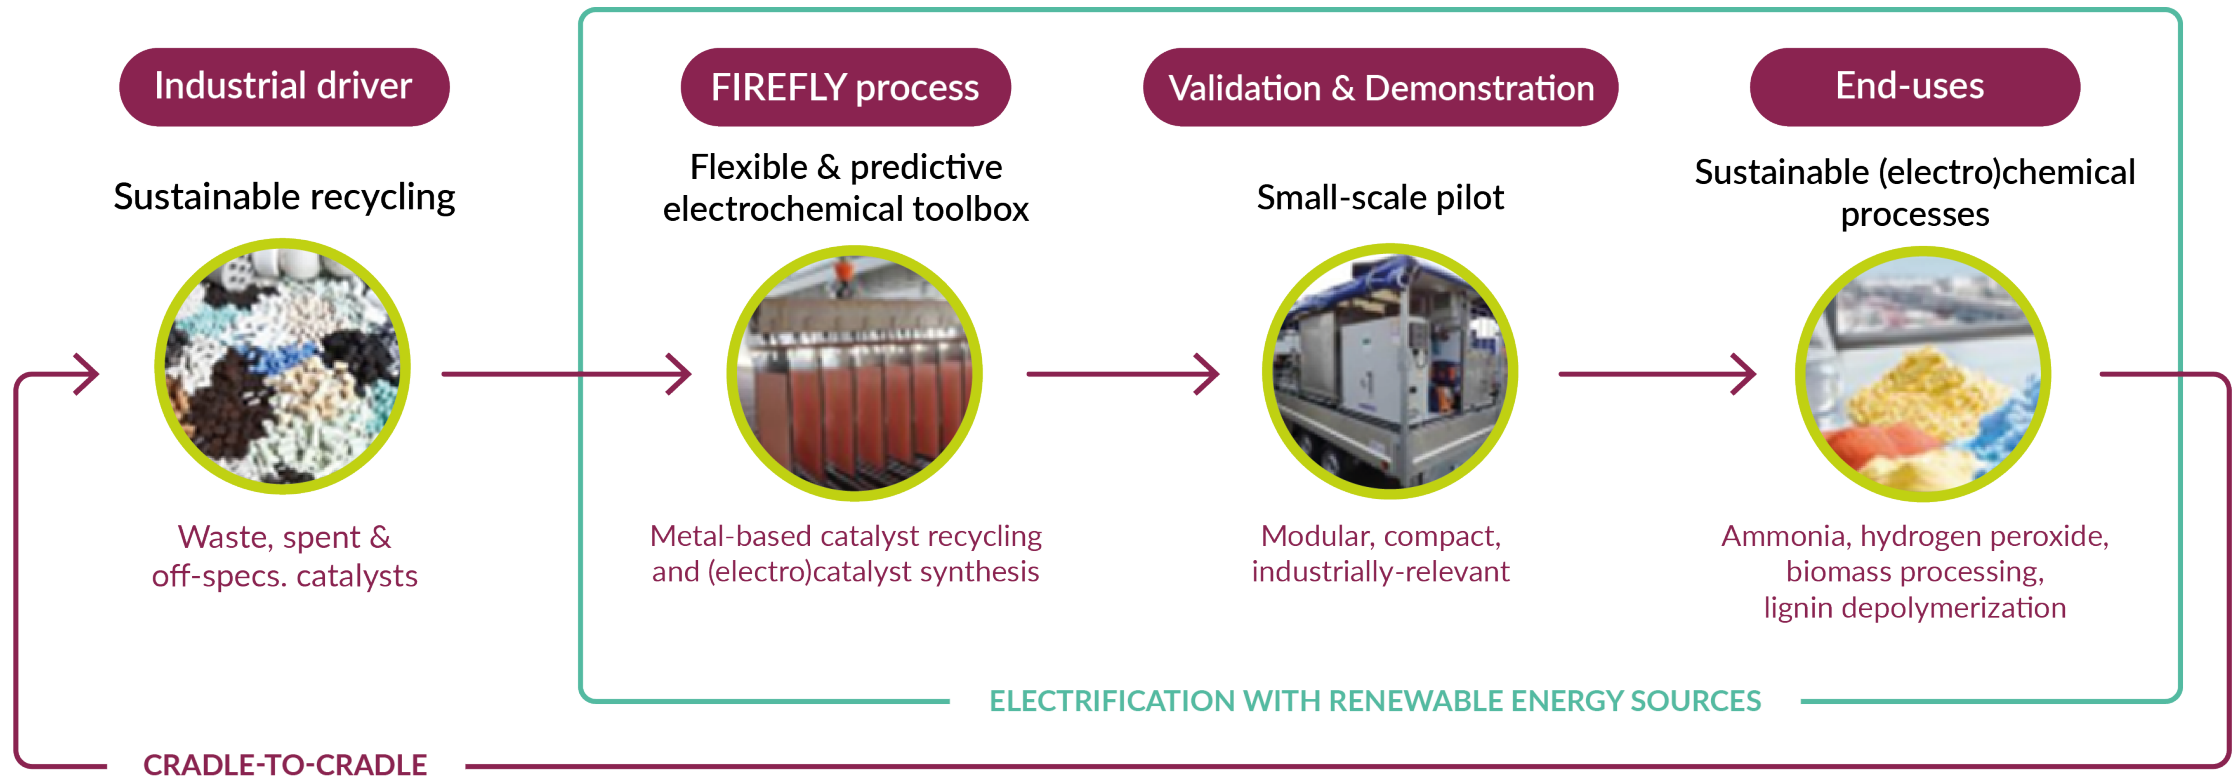 Industrial driver
Sustainable recycling
Waste, spent &
off-specs. catalysts
FIREFLY process
Flexible & predictive
electrochemical toolbox
Metal-based catalyst recycling
and (electro)catalyst synthesis
Validation & Demonstration
Small-scale pilot
Modular, compact,
industrially-relevant
End-uses
Sustainable (electro)chemical
processes
Ammonia, hydrogen peroxide,
biomass processing,
lignin depolymerization
ELECTRIFICATION WITH RENEWABLE ENERGY SOURCES
CRADLE-TO-CRADLE